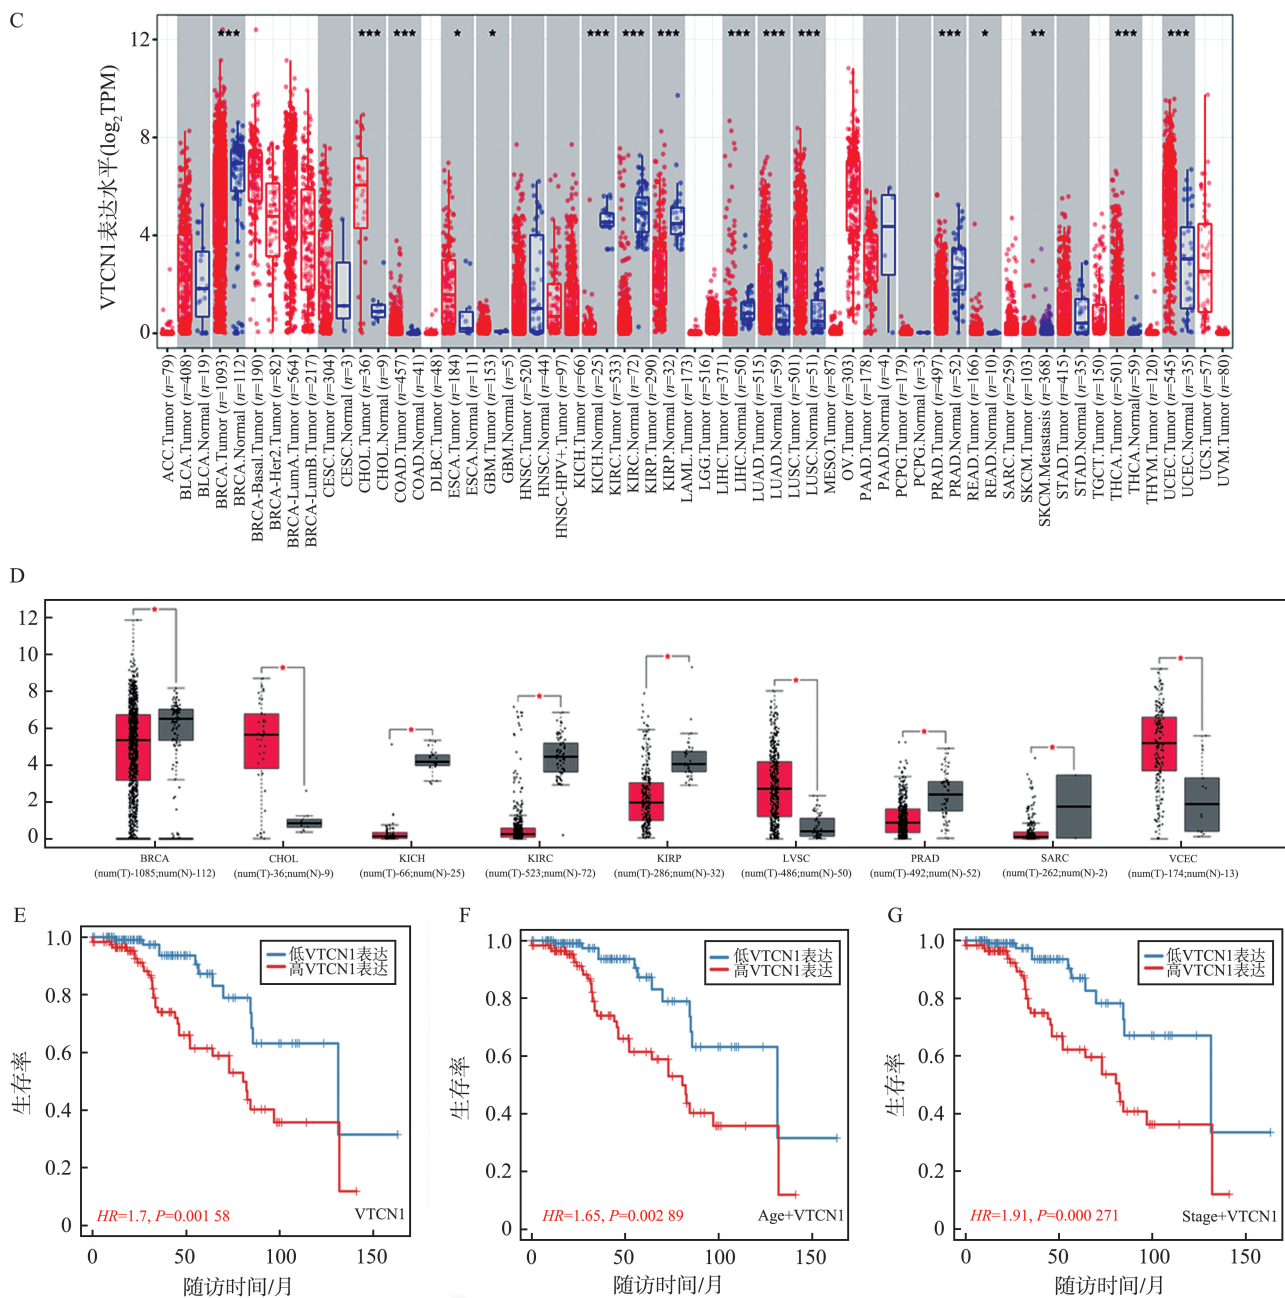 C
*** *** *** * * *** *** *** *** *** *** *** * ** *** ***
VTCN1表达水平(log2TPM)
12
8
4
0
ACC.Tumor (n=79)
BLCA.Tumor (n=408)
BLCA.Normal (n=19)
BRCA.Tumor (n=1093)
BRCA.Normal (n=112)
BRCA-Basal.Tumor (n=190)
BRCA-Her2.Tumor (n=82)
BRCA-LumA.Tumor (n=564)
BRCA-LumB.Tumor (n=217)
CESC.Tumor (n=304)
CESC.Normal (n=3)
CHOL.Tumor (n=36)
CHOL.Normal (n=9)
COAD.Tumor (n=457)
COAD.Normal (n=41)
DLBC.Tumor (n=48)
ESCA.Tumor (n=184)
ESCA.Normal (n=11)
GBM.Tumor (n=153)
GBM.Normal (n=5)
HNSC.Tumor (n=520)
HNSC.Normal (n=44)
HNSC-HPV+.Tumor (n=97)
KICH.Tumor (n=66)
KICH.Normal (n=25)
KIRC.Tumor (n=533)
KIRC.Normal (n=72)
KIRP.Tumor (n=290)
KIRP.Normal (n=32)
LAML.Tumor (n=173)
LGG.Tumor (n=516)
LIHC.Tumor (n=371)
LIHC.Normal (n=50)
LUAD.Tumor (n=515)
LUAD.Normal (n=59)
LUSC.Tumor (n=501)
LUSC.Normal (n=51)
MESO.Tumor (n=87)
OV.Tumor (n=303)
PAAD.Tumor (n=178)
PAAD.Normal (n=4)
PCPG.Tumor (n=179)
PCPG.Normal (n=3)
PRAD.Tumor (n=497)
PRAD.Normal (n=52)
READ.Tumor (n=166)
READ.Normal (n=10)
SARC.Tumor (n=259)
SKCM.Tumor (n=103)
SKCM.Metastasis (n=368)
STAD.Tumor (n=415)
STAD.Normal (n=35)
TGCT.Tumor (n=150)
THCA.Tumor (n=501)
THCA.Normal(n=59)
THYM.Tumor (n=120)
UCEC.Tumor (n=545)
UCEC.Normal (n=35)
UCS.Tumor (n=57)
UVM.Tumor (n=80)
D
12
10
8
6
4
2
0
* * * * * * * * *
BRCA CHOL KICH KIRC KIRP LVSC PRAD SARC VCEC
(num(T)-1085;num(N)-112) (num(T)-36;num(N)-9) (num(T)-66;num(N)-25) (num(T)-523;num(N)-72) (num(T)-286;num(N)-32) (num(T)-486;num(N)-50) (num(T)-492;num(N)-52) (num(T)-262;num(N)-2) (num(T)-174;num(N)-13)
E
1.0
0.8
0.6
0.4
0.2
0
生存率
低VTCN1表达
高VTCN1表达
HR=1.7, P=0.001 58
VTCN1
0 50 100 150
随访时间/月
F
1.0
0.8
0.6
0.4
0.2
0
生存率
低VTCN1表达
高VTCN1表达
HR=1.65, P=0.002 89
Age+VTCN1
0 50 100 150
随访时间/月
G
1.0
0.8
0.6
0.4
0.2
0
生存率
低VTCN1表达
高VTCN1表达
HR=1.91, P=0.000 271
Stage+VTCN1
0 50 100 150
随访时间/月